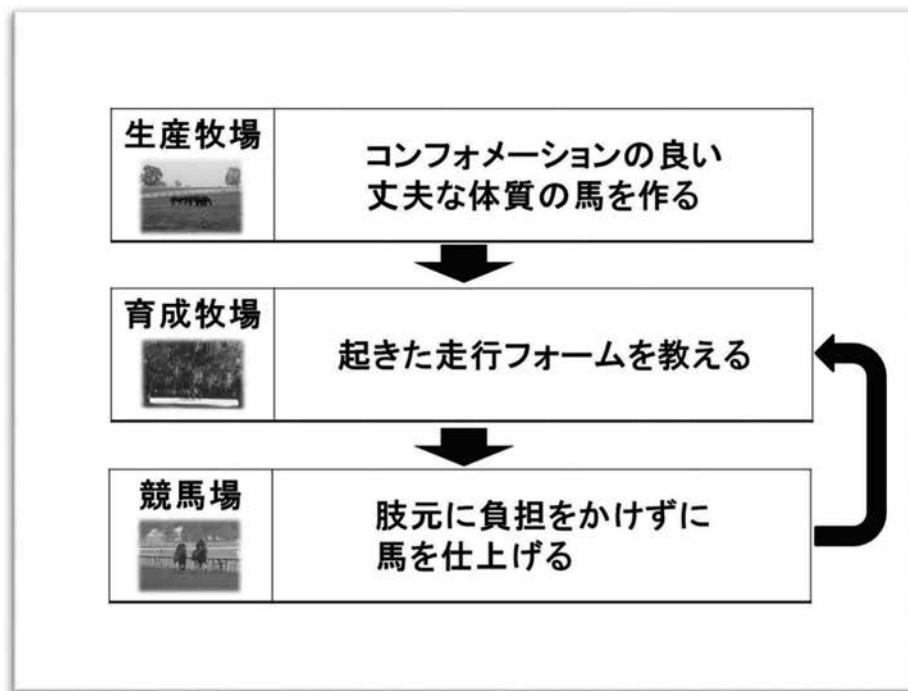 生産牧場
コンフォメーションの良い
丈夫な体質の馬を作る
育成牧場
起きた走行フォームを教える
競馬場
肢元に負担をかけずに
馬を仕上げる